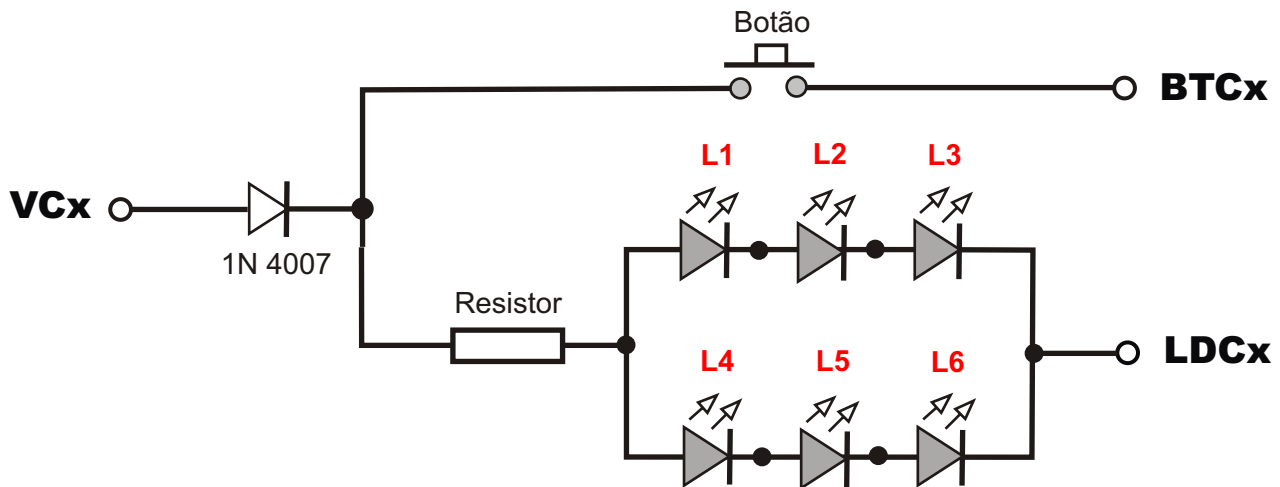 Botão
BTCx
L1 L2 L3
VCx
1N 4007
Resistor
L4 L5 L6
LDCx